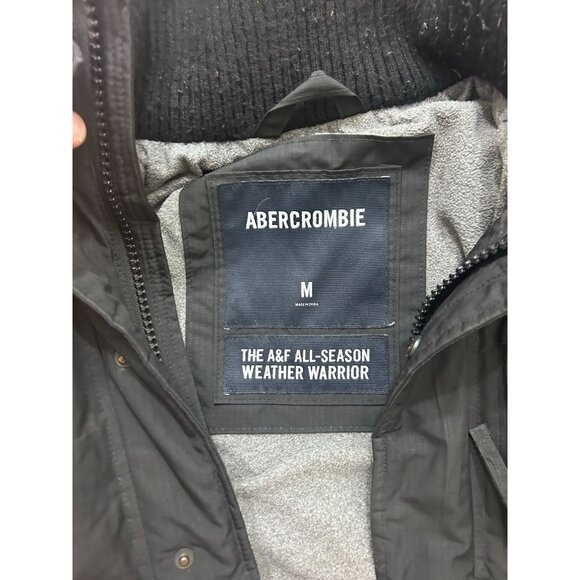 ABERCROMBIE
M
MADE IN CHINA
THE A&F ALL-SEASON
WEATHER WARRIOR